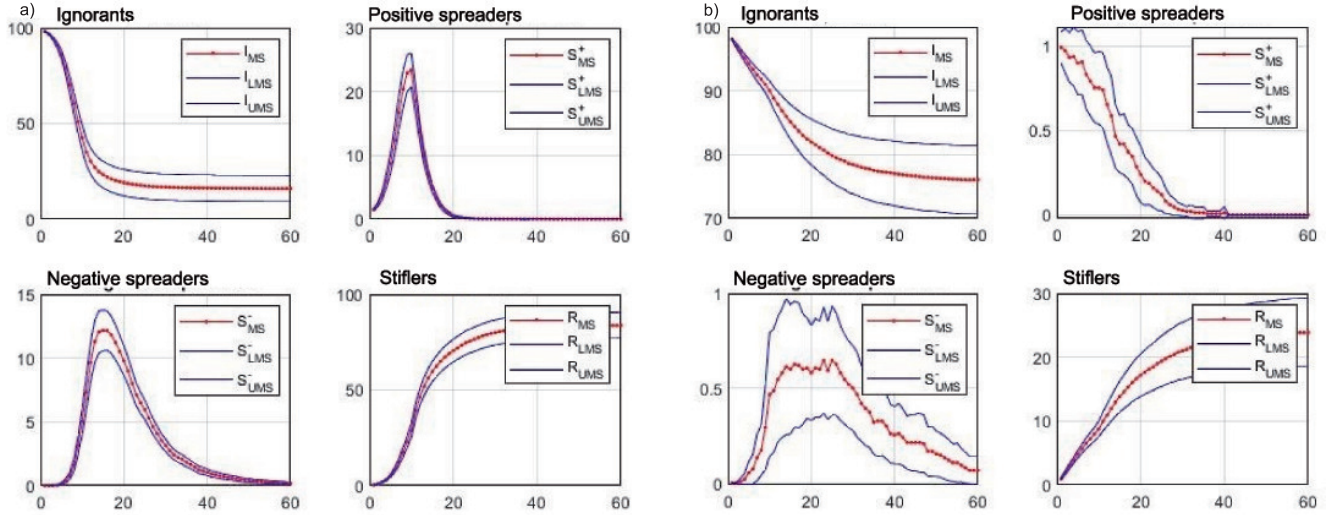 a)
Ignorants
100
50
0
0 20 40 60
I_MS
I_LMS
I_UMS
Positive spreaders
30
20
10
0
0 20 40 60
S⁺_MS
S⁺_LMS
S⁺_UMS
Negative spreaders
15
10
5
0
0 20 40 60
S⁻_MS
S⁻_LMS
S⁻_UMS
Stiflers
100
50
0
0 20 40 60
R_MS
R_LMS
R_UMS
b)
Ignorants
100
90
80
70
0 20 40 60
I_MS
I_LMS
I_UMS
Positive spreaders
1
0.5
0
0 20 40 60
S⁺_MS
S⁺_LMS
S⁺_UMS
Negative spreaders
1
0.5
0
0 20 40 60
S⁻_MS
S⁻_LMS
S⁻_UMS
Stiflers
30
20
10
0
0 20 40 60
R_MS
R_LMS
R_UMS